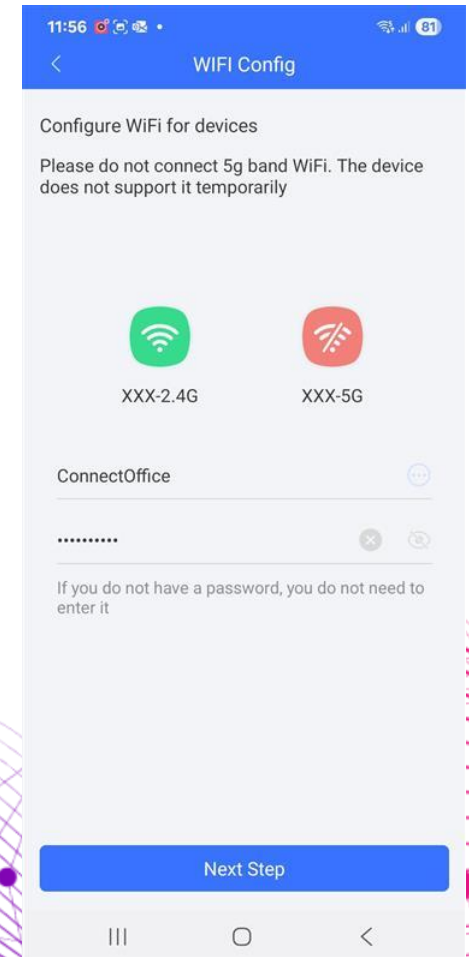 11:56
81
WIFI Config
Configure WiFi for devices
Please do not connect 5g band WiFi. The device
does not support it temporarily
XXX-2.4G
XXX-5G
ConnectOffice
••••••••••
If you do not have a password, you do not need to
enter it
Next Step